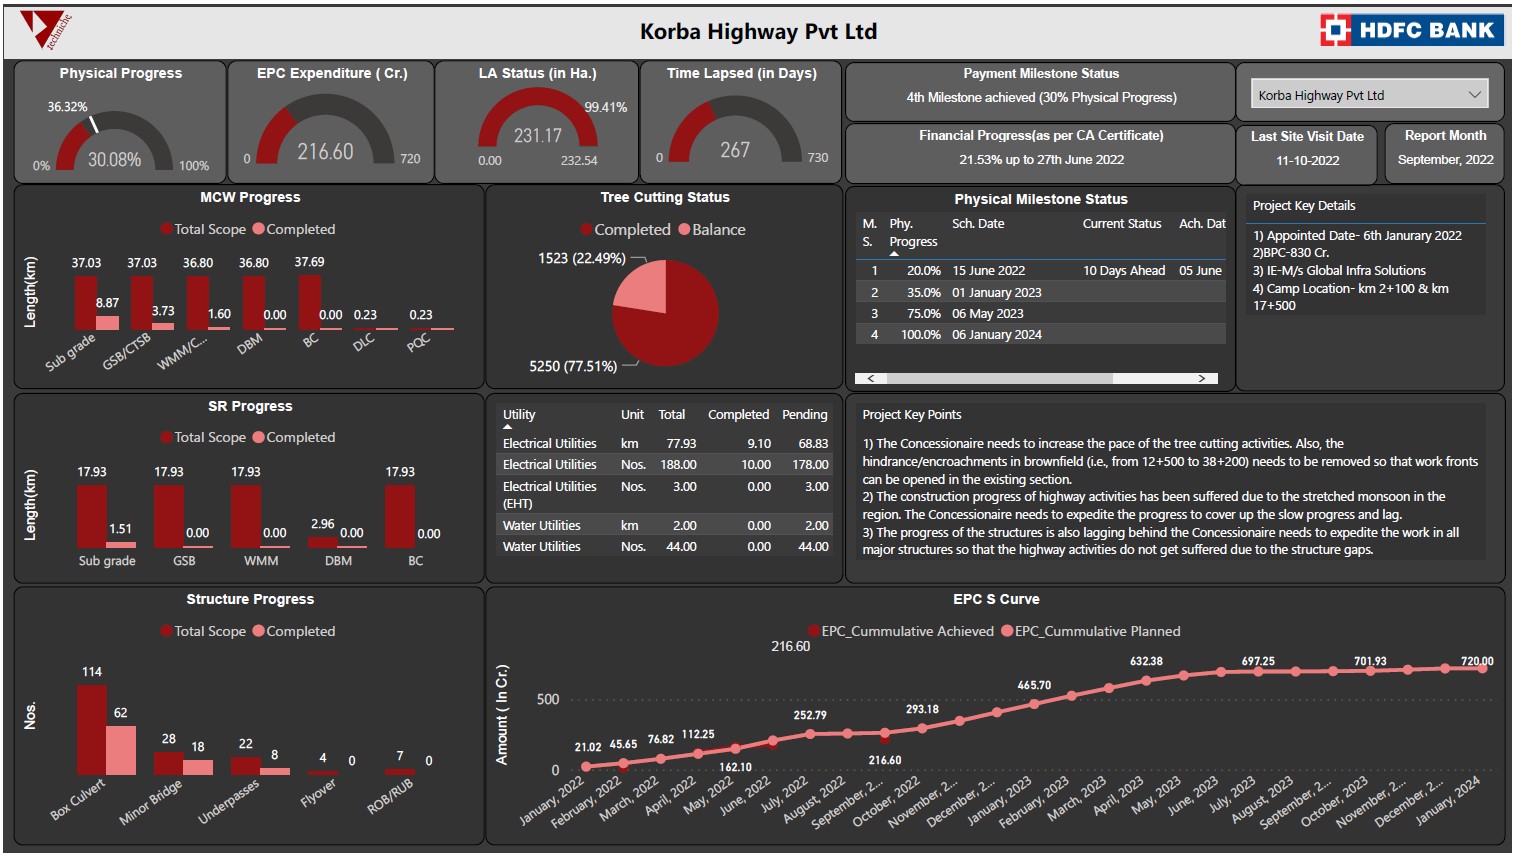 techniche
Korba Highway Pvt Ltd
HDFC BANK
Physical Progress
36.32%
30.08%
0%
100%
EPC Expenditure ( Cr.)
216.60
0
720
LA Status (in Ha.)
99.41%
231.17
0.00
232.54
Time Lapsed (in Days)
267
0
730
Payment Milestone Status
4th Milestone achieved (30% Physical Progress)
Financial Progress(as per CA Certificate)
21.53% up to 27th June 2022
Korba Highway Pvt Ltd
Last Site Visit Date
11-10-2022
Report Month
September, 2022
MCW Progress
Total Scope Completed
Length(km)
37.03 37.03 36.80 36.80 37.69
8.87 3.73 1.60 0.00 0.00 0.23 0.23
Sub grade GSB/CTSB WMM/C... DBM BC DLC PQC
Tree Cutting Status
Completed Balance
1523 (22.49%)
5250 (77.51%)
Physical Milestone Status
M. S. Phy. Progress Sch. Date Current Status Ach. Dat
1 20.0% 15 June 2022 10 Days Ahead 05 June
2 35.0% 01 January 2023
3 75.0% 06 May 2023
4 100.0% 06 January 2024
< >
Project Key Details
1) Appointed Date- 6th Janurary 2022
2)BPC-830 Cr.
3) IE-M/s Global Infra Solutions
4) Camp Location- km 2+100 & km
17+500
SR Progress
Total Scope Completed
Length(km)
17.93 17.93 17.93 2.96 17.93
1.51 0.00 0.00 0.00 0.00
Sub grade GSB WMM DBM BC
Utility Unit Total Completed Pending
Electrical Utilities km 77.93 9.10 68.83
Electrical Utilities Nos. 188.00 10.00 178.00
Electrical Utilities Nos. 3.00 0.00 3.00
(EHT)
Water Utilities km 2.00 0.00 2.00
Water Utilities Nos. 44.00 0.00 44.00
Project Key Points
1) The Concessionaire needs to increase the pace of the tree cutting activities. Also, the
hindrance/encroachments in brownfield (i.e., from 12+500 to 38+200) needs to be removed so that work fronts
can be opened in the existing section.
2) The construction progress of highway activities has been suffered due to the stretched monsoon in the
region. The Concessionaire needs to expedite the progress to cover up the slow progress and lag.
3) The progress of the structures is also lagging behind the Concessionaire needs to expedite the work in all
major structures so that the highway activities do not get suffered due to the structure gaps.
Structure Progress
Total Scope Completed
Nos.
114 62 28 18 22 8 4 0 7 0
Box Culvert Minor Bridge Underpasses Flyover ROB/RUB
EPC S Curve
EPC_Cummulative Achieved EPC_Cummulative Planned
216.60
Amount ( In Cr.)
500
0
21.02 45.65 76.82 112.25 162.10 252.79 216.60 293.18 465.70 632.38 697.25 701.93 720.00
January, 2022 February, 2022 March, 2022 April, 2022 May, 2022 June, 2022 July, 2022 August, 2022 September, 2... October, 2022 November, 2... December, 2... January, 2023 February, 2023 March, 2023 April, 2023 May, 2023 June, 2023 July, 2023 August, 2023 September, 2... October, 2023 November, 2... December, 2... January, 2024